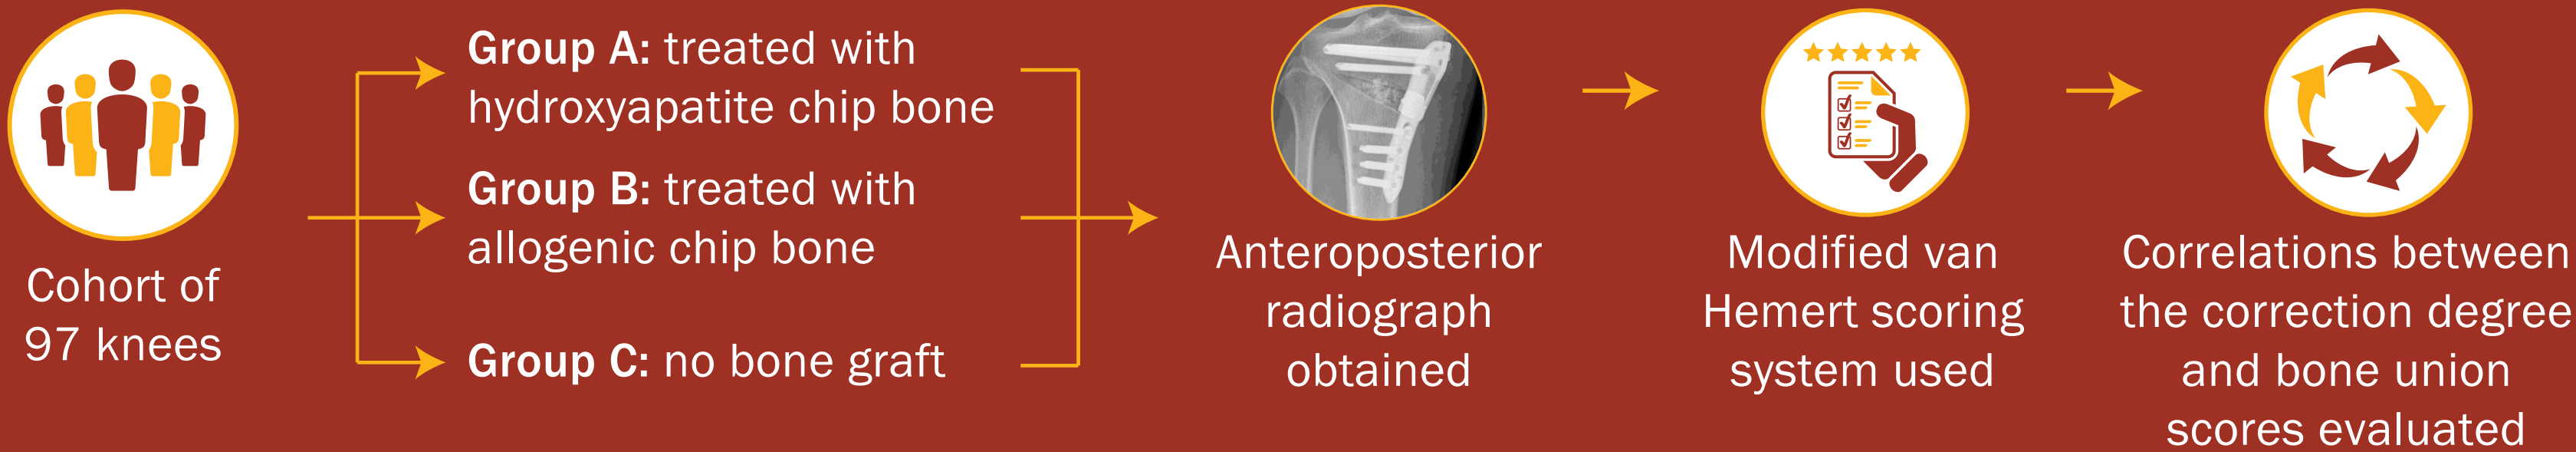 Cohort of
97 knees
Group A: treated with
hydroxyapatite chip bone
Group B: treated with
allogenic chip bone
Group C: no bone graft
Anteroposterior
radiograph
obtained
Modified van
Hemert scoring
system used
Correlations between
the correction degree
and bone union
scores evaluated